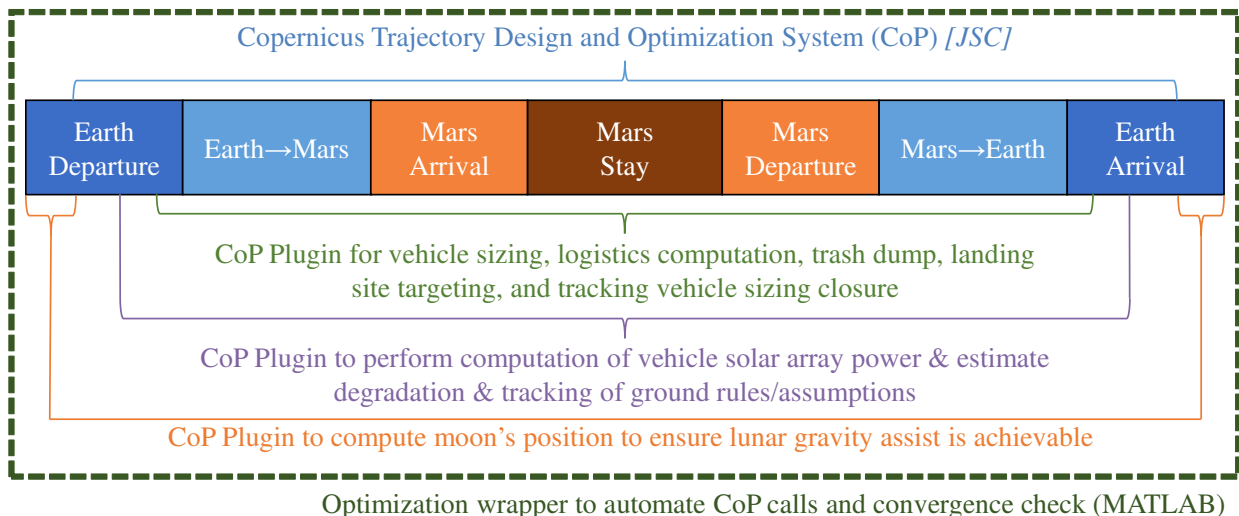 Copernicus Trajectory Design and Optimization System (CoP) [JSC]
Earth
Departure
Earth→Mars
Mars
Arrival
Mars
Stay
Mars
Departure
Mars→Earth
Earth
Arrival
CoP Plugin for vehicle sizing, logistics computation, trash dump, landing
site targeting, and tracking vehicle sizing closure
CoP Plugin to perform computation of vehicle solar array power & estimate
degradation & tracking of ground rules/assumptions
CoP Plugin to compute moon's position to ensure lunar gravity assist is achievable
Optimization wrapper to automate CoP calls and convergence check (MATLAB)